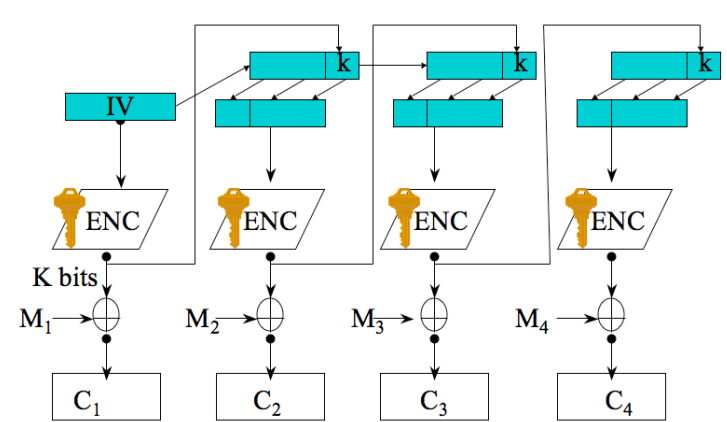 k k k
IV
ENC ENC ENC ENC
K bits
M₁ M₂ M₃ M₄
C₁ C₂ C₃ C₄